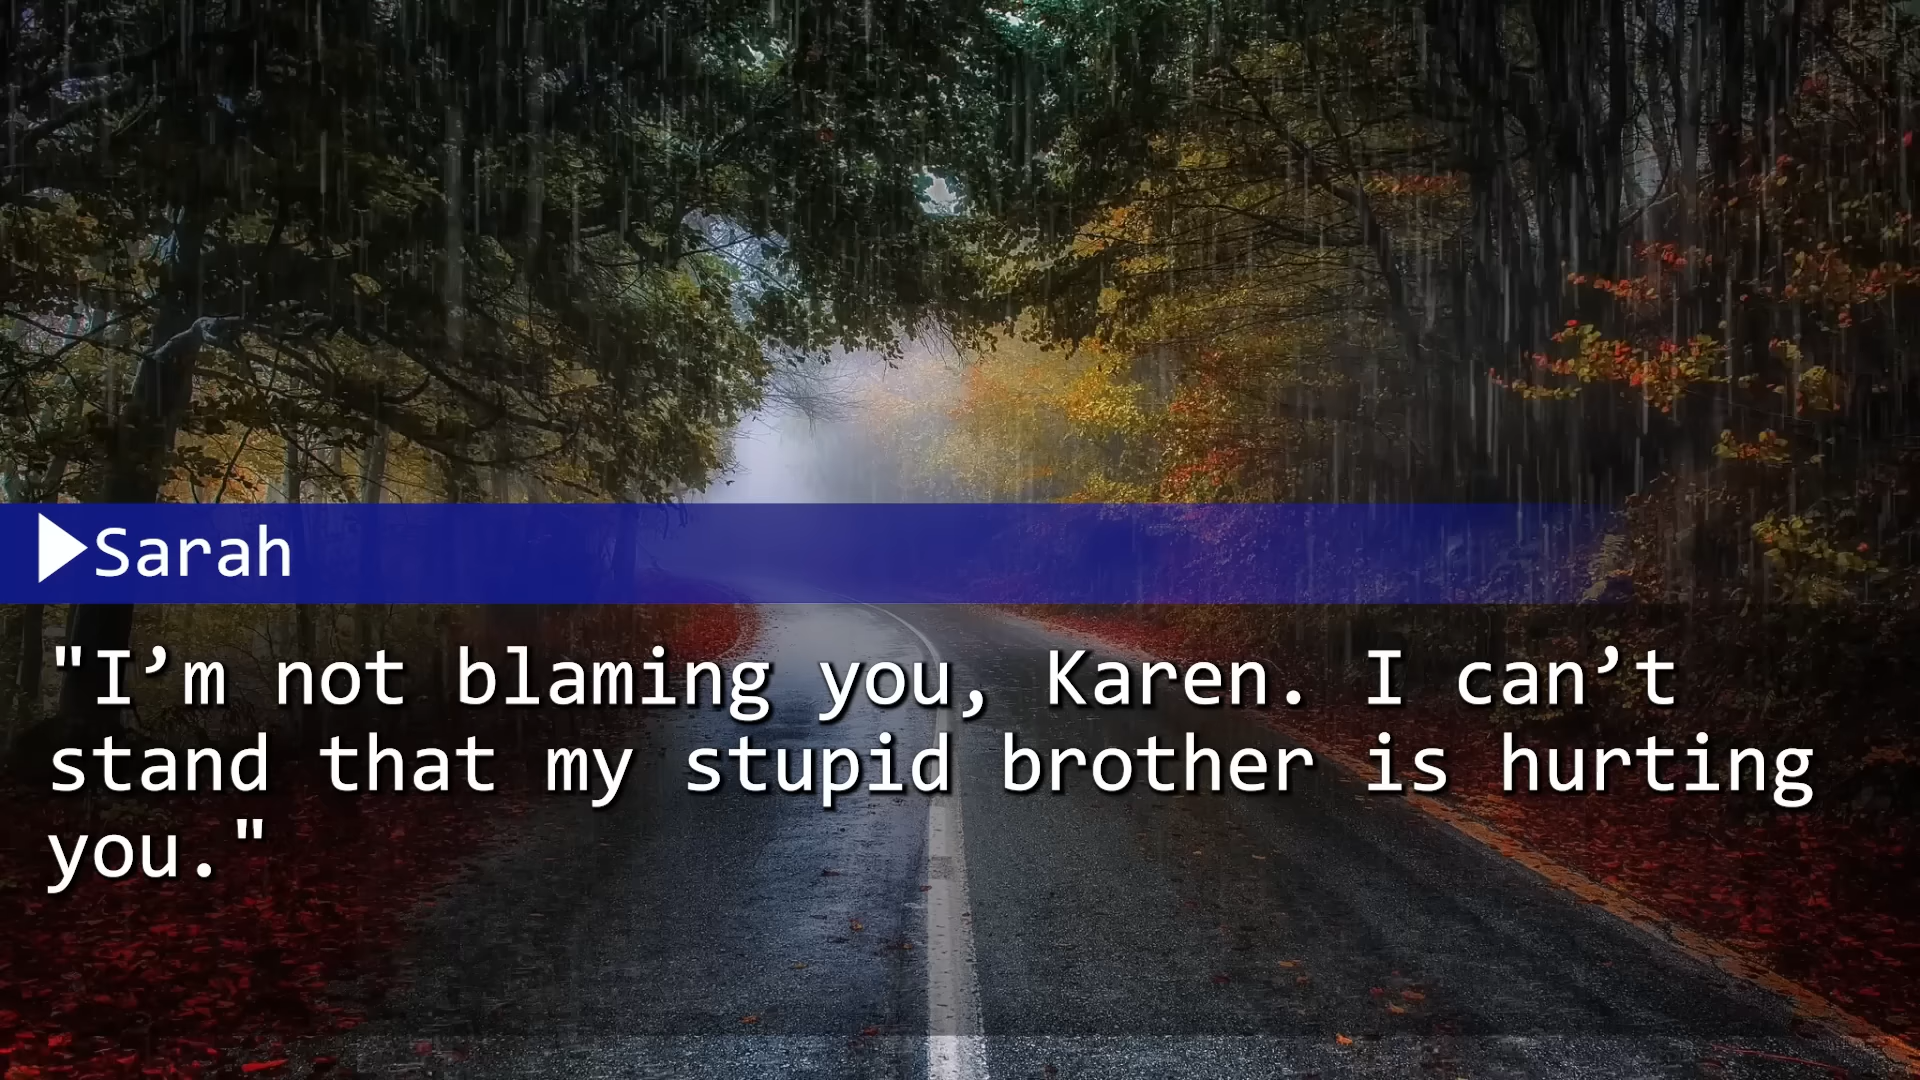 Sarah
"I’m not blaming you, Karen. I can’t
stand that my stupid brother is hurting
you."